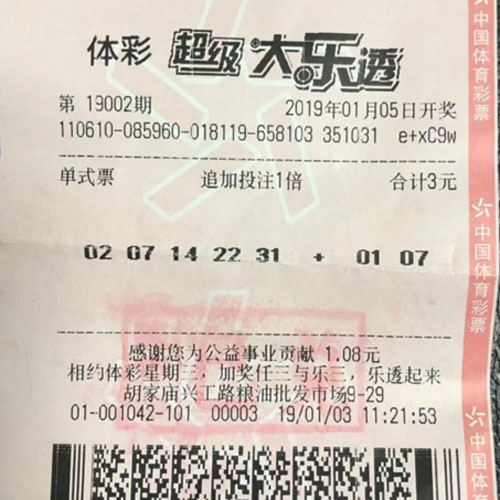 体彩 超级大乐透
第 19002期 2019年01月05日开奖
110610-085960-018119-658103 351031 e+xC9w
单式票 追加投注1倍 合计3元
02 07 14 22 31 + 01 07
感谢您为公益事业贡献 1.08元
相约体彩星期三，加奖任三与乐三，乐透起来
胡家庙兴工路粮油批发市场9-29
01-001042-101 00003 19/01/03 11:21:53
中国体育彩票
中国体育彩票
中国体育